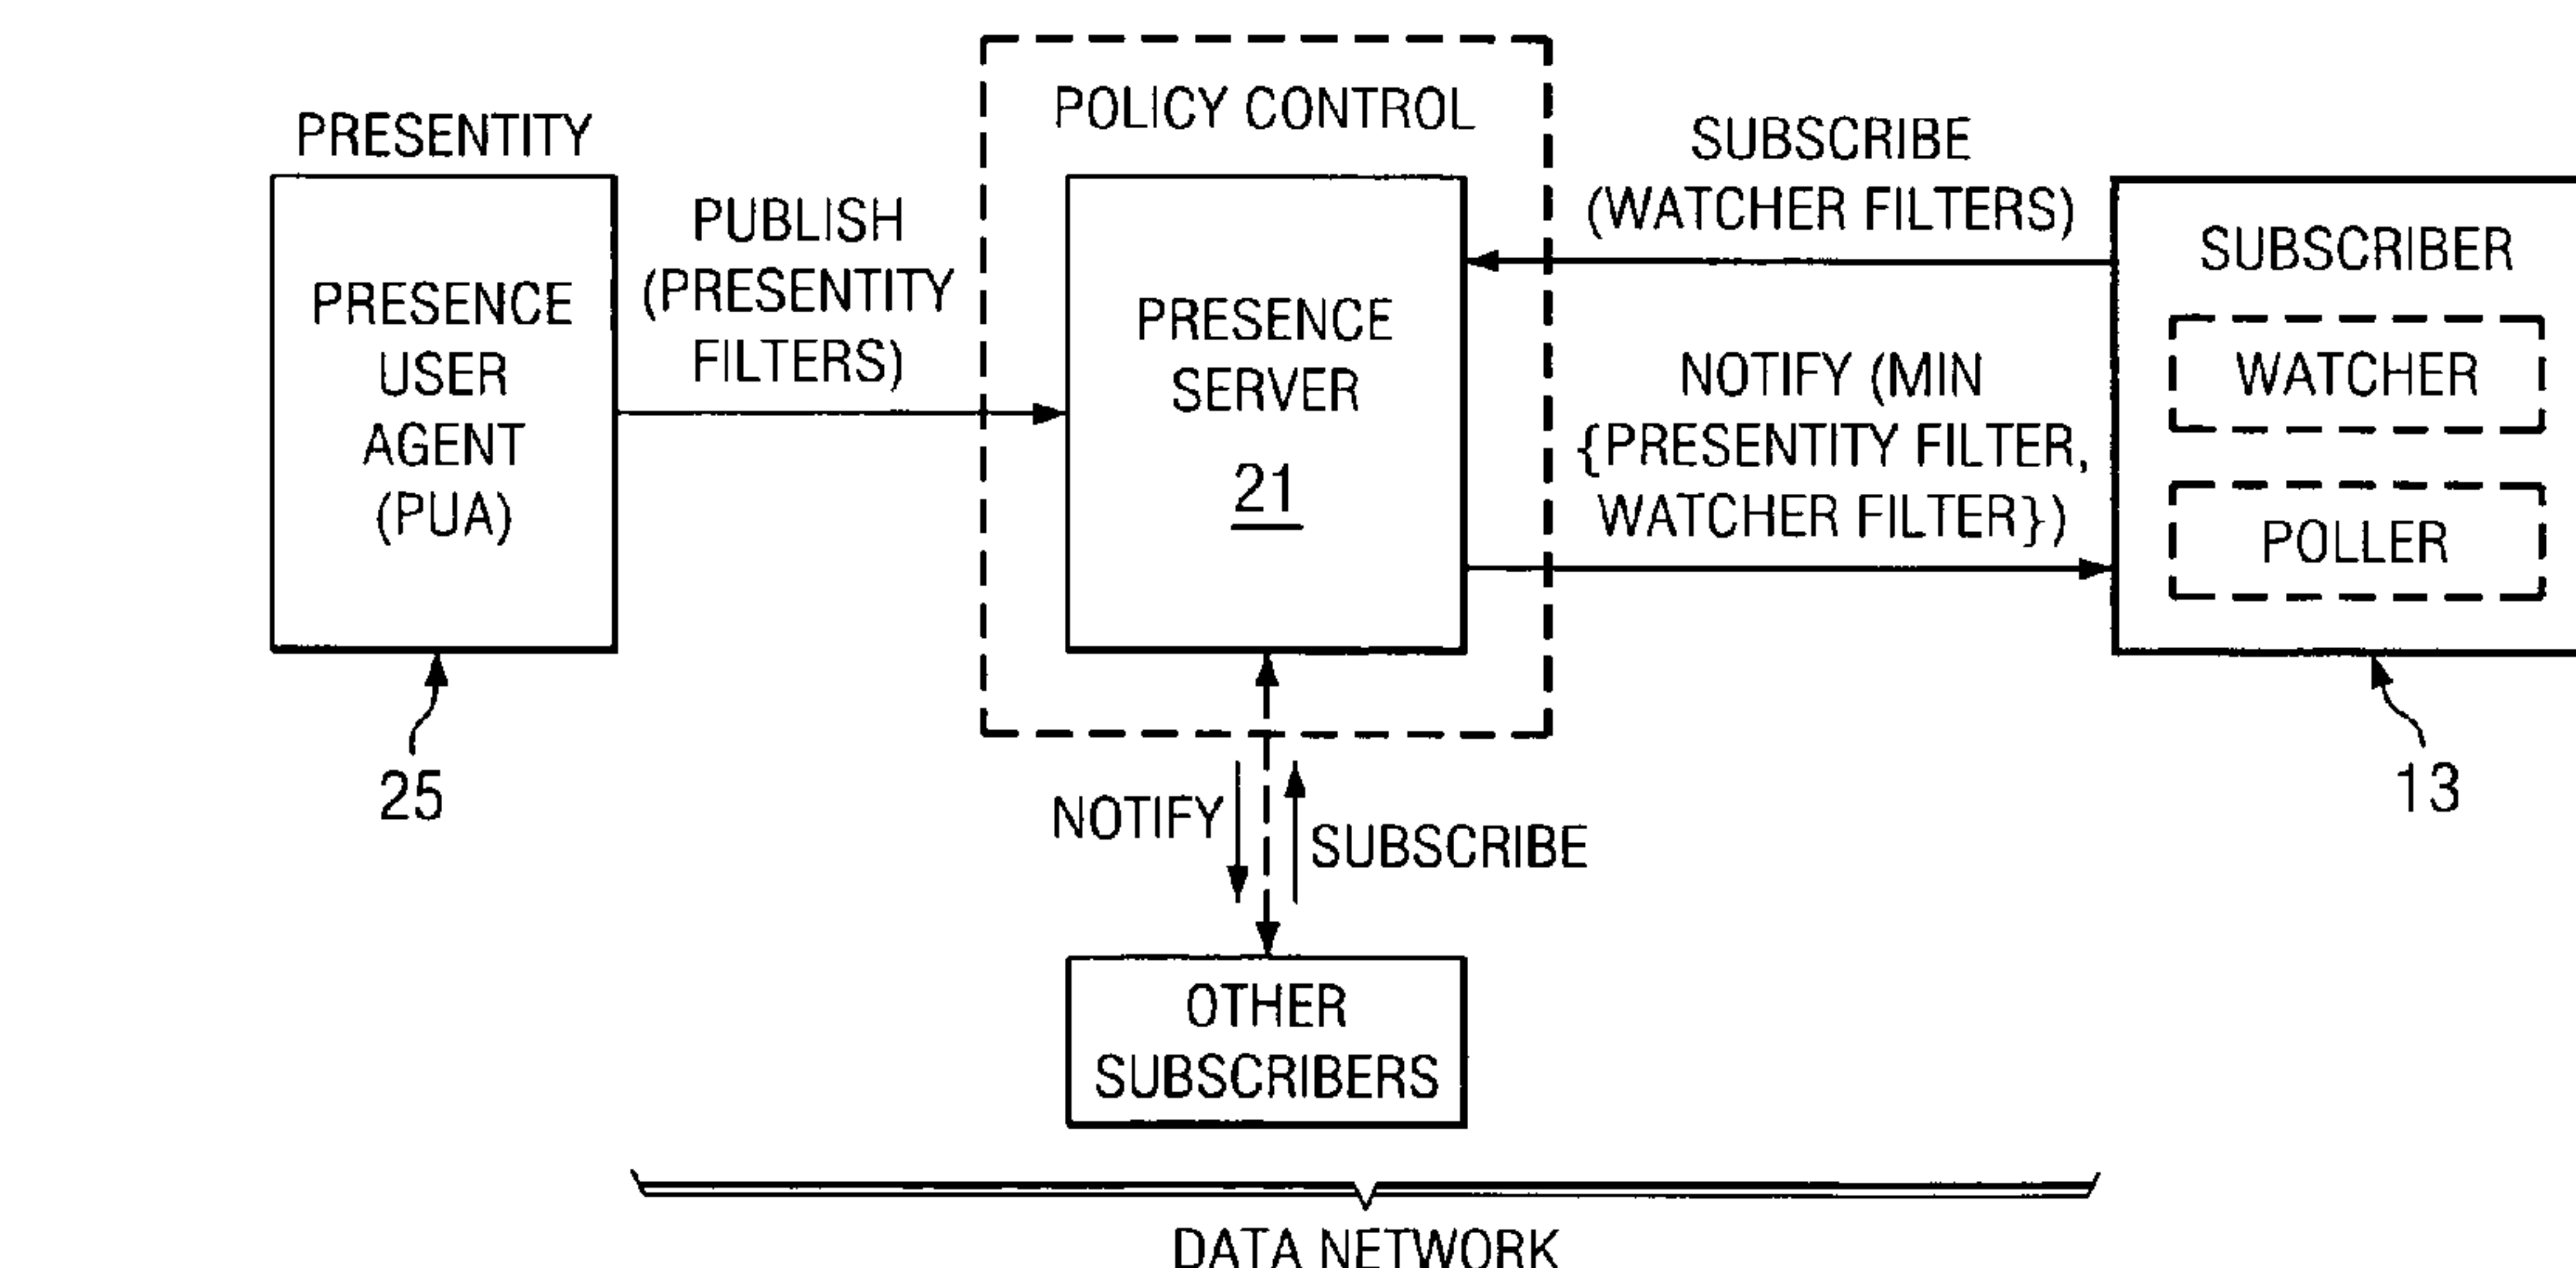 PRESENTITY
PRESENCE
USER
AGENT
(PUA)
25
PUBLISH
(PRESENTITY
FILTERS)
POLICY CONTROL
PRESENCE
SERVER
21
SUBSCRIBE
(WATCHER FILTERS)
NOTIFY (MIN
{PRESENTITY FILTER,
WATCHER FILTER})
SUBSCRIBER
WATCHER
POLLER
13
NOTIFY
SUBSCRIBE
OTHER
SUBSCRIBERS
DATA NETWORK